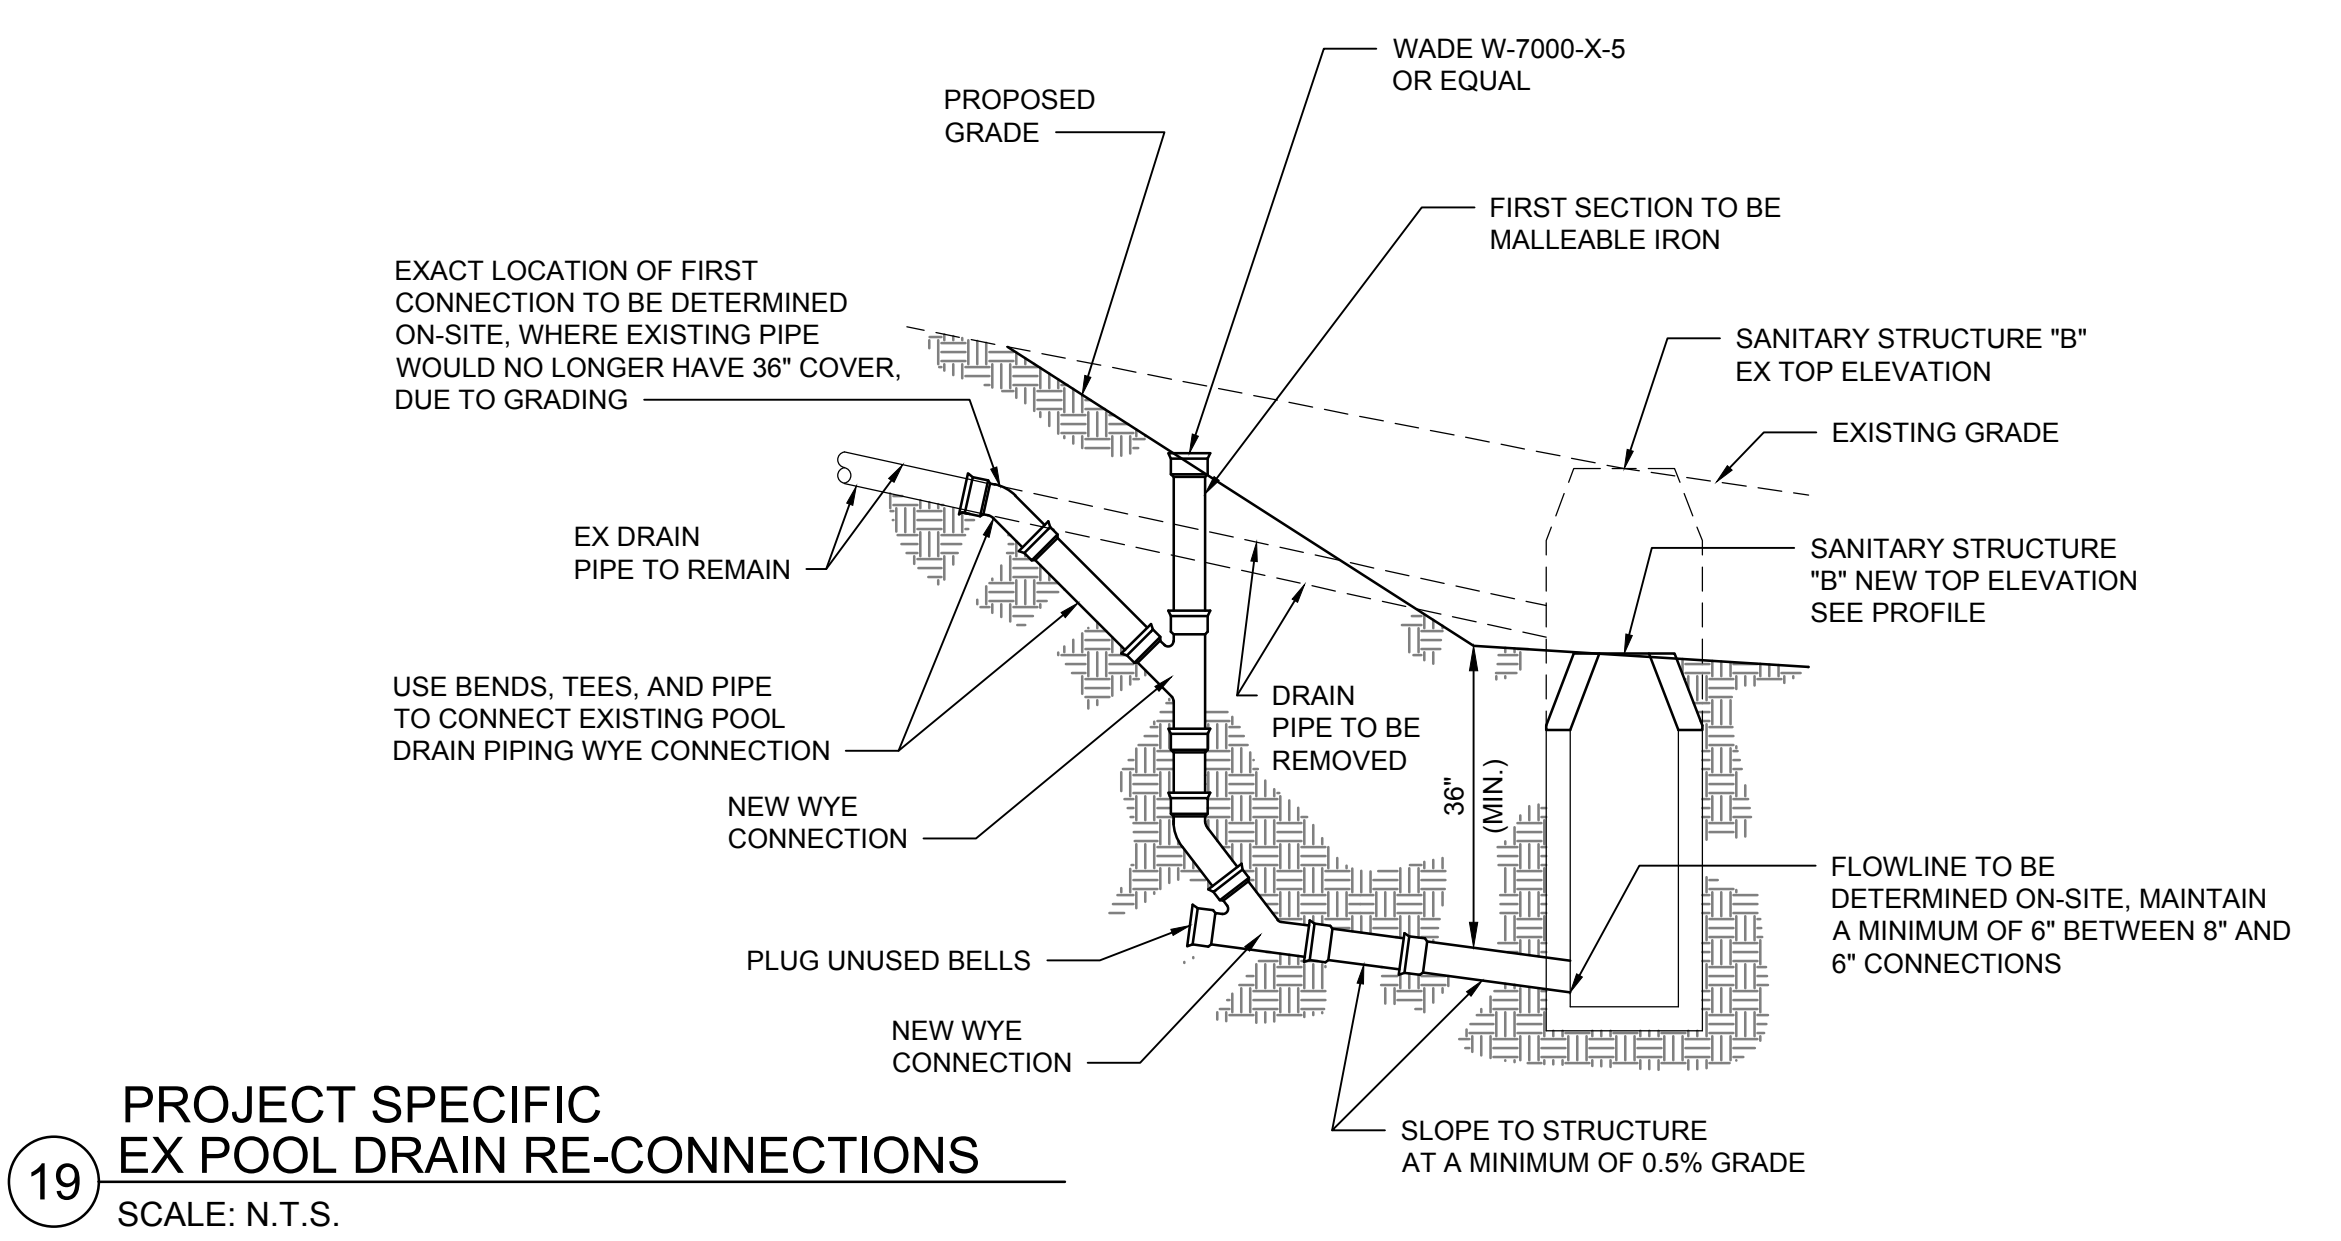 WADE W-7000-X-5
OR EQUAL
PROPOSED
GRADE
FIRST SECTION TO BE
MALLEABLE IRON
EXACT LOCATION OF FIRST
CONNECTION TO BE DETERMINED
ON-SITE, WHERE EXISTING PIPE
WOULD NO LONGER HAVE 36" COVER,
DUE TO GRADING
SANITARY STRUCTURE "B"
EX TOP ELEVATION
EXISTING GRADE
EX DRAIN
PIPE TO REMAIN
SANITARY STRUCTURE
"B" NEW TOP ELEVATION
SEE PROFILE
USE BENDS, TEES, AND PIPE
TO CONNECT EXISTING POOL
DRAIN PIPING WYE CONNECTION
DRAIN
PIPE TO BE
REMOVED
36"
(MIN.)
NEW WYE
CONNECTION
FLOWLINE TO BE
DETERMINED ON-SITE, MAINTAIN
A MINIMUM OF 6" BETWEEN 8" AND
6" CONNECTIONS
PLUG UNUSED BELLS
NEW WYE
CONNECTION
SLOPE TO STRUCTURE
AT A MINIMUM OF 0.5% GRADE
PROJECT SPECIFIC
19 EX POOL DRAIN RE-CONNECTIONS
SCALE: N.T.S.